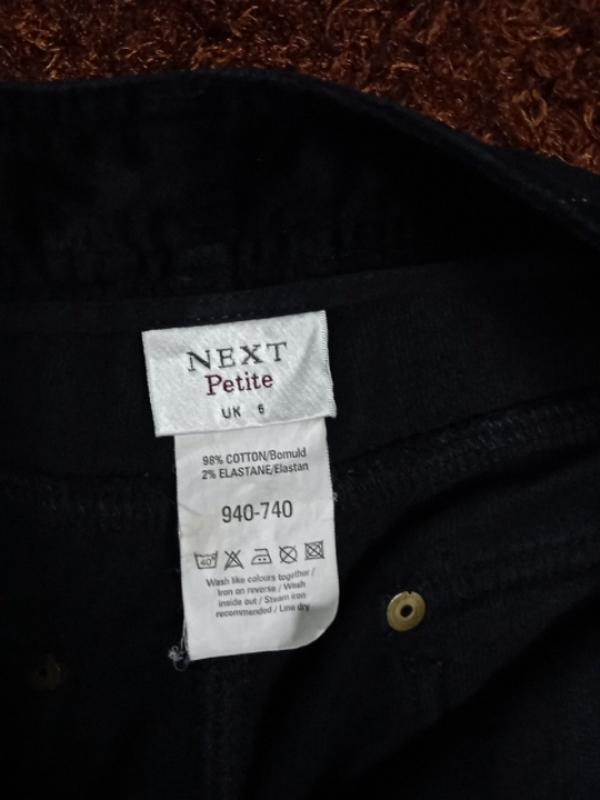 NEXT
Petite
UK 6
98% COTTON/Bomuld
2% ELASTANE/Elastan
940-740
40°
Wash like colours together /
Iron on reverse / Wash
inside out / Steam iron
recommended / Line dry